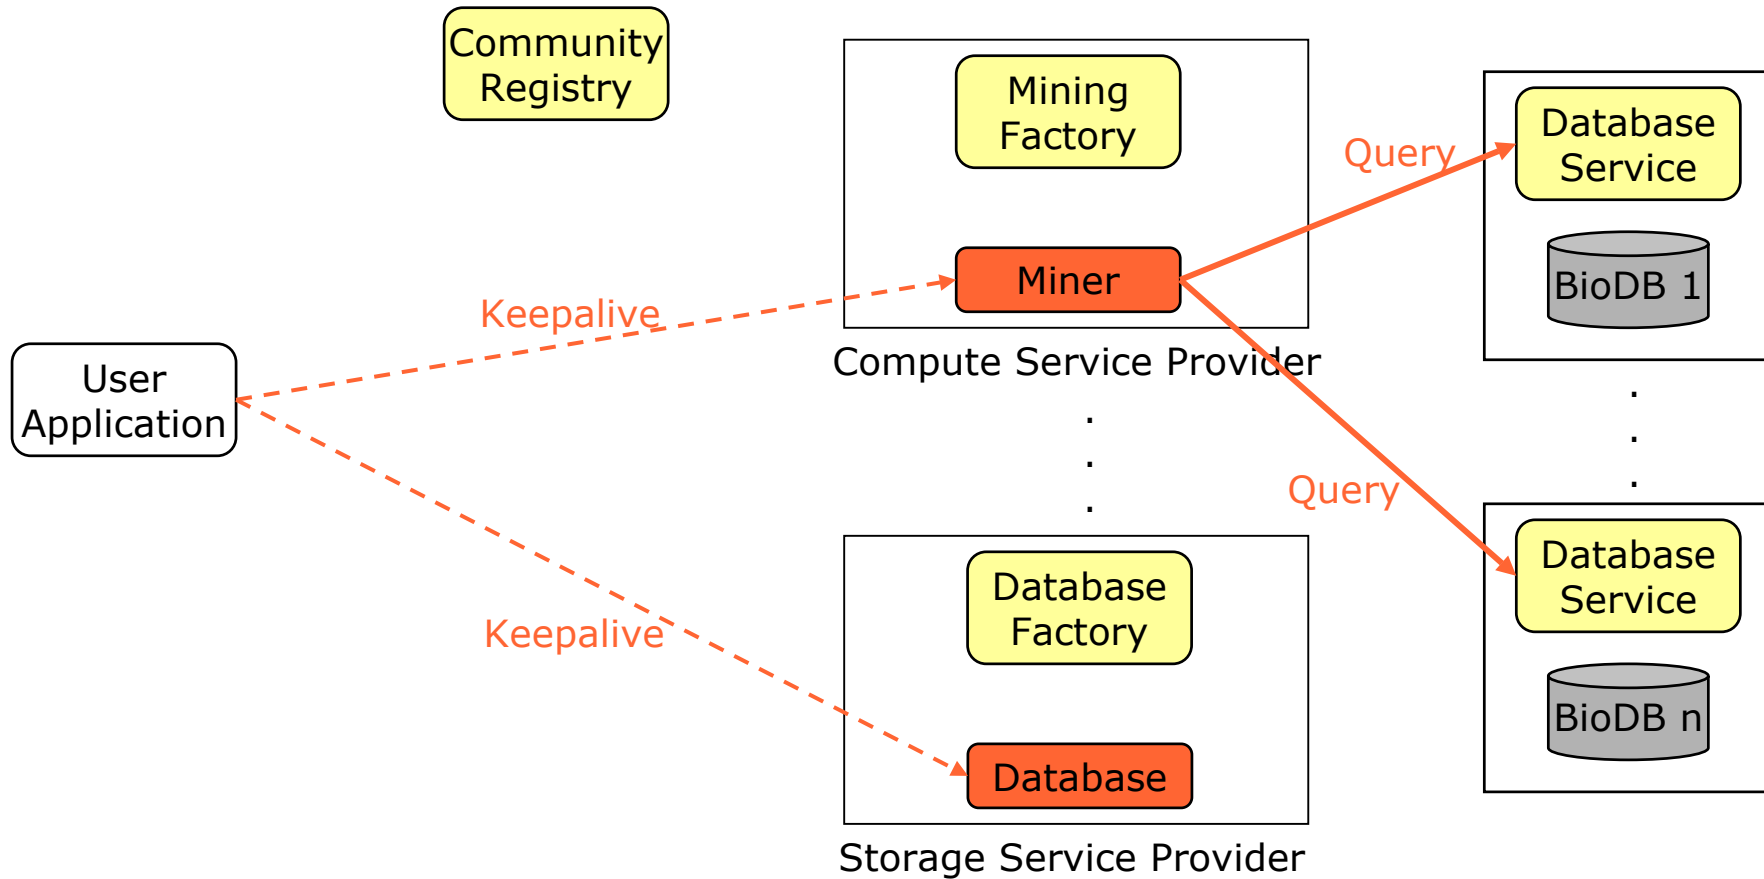 Community
Registry
Mining
Factory
Database
Service
Query
BioDB 1
Miner
Keepalive
Compute Service Provider
User
Application
.
.
.
.
.
.
Query
Database
Service
Database
Factory
Keepalive
BioDB n
Database
Storage Service Provider